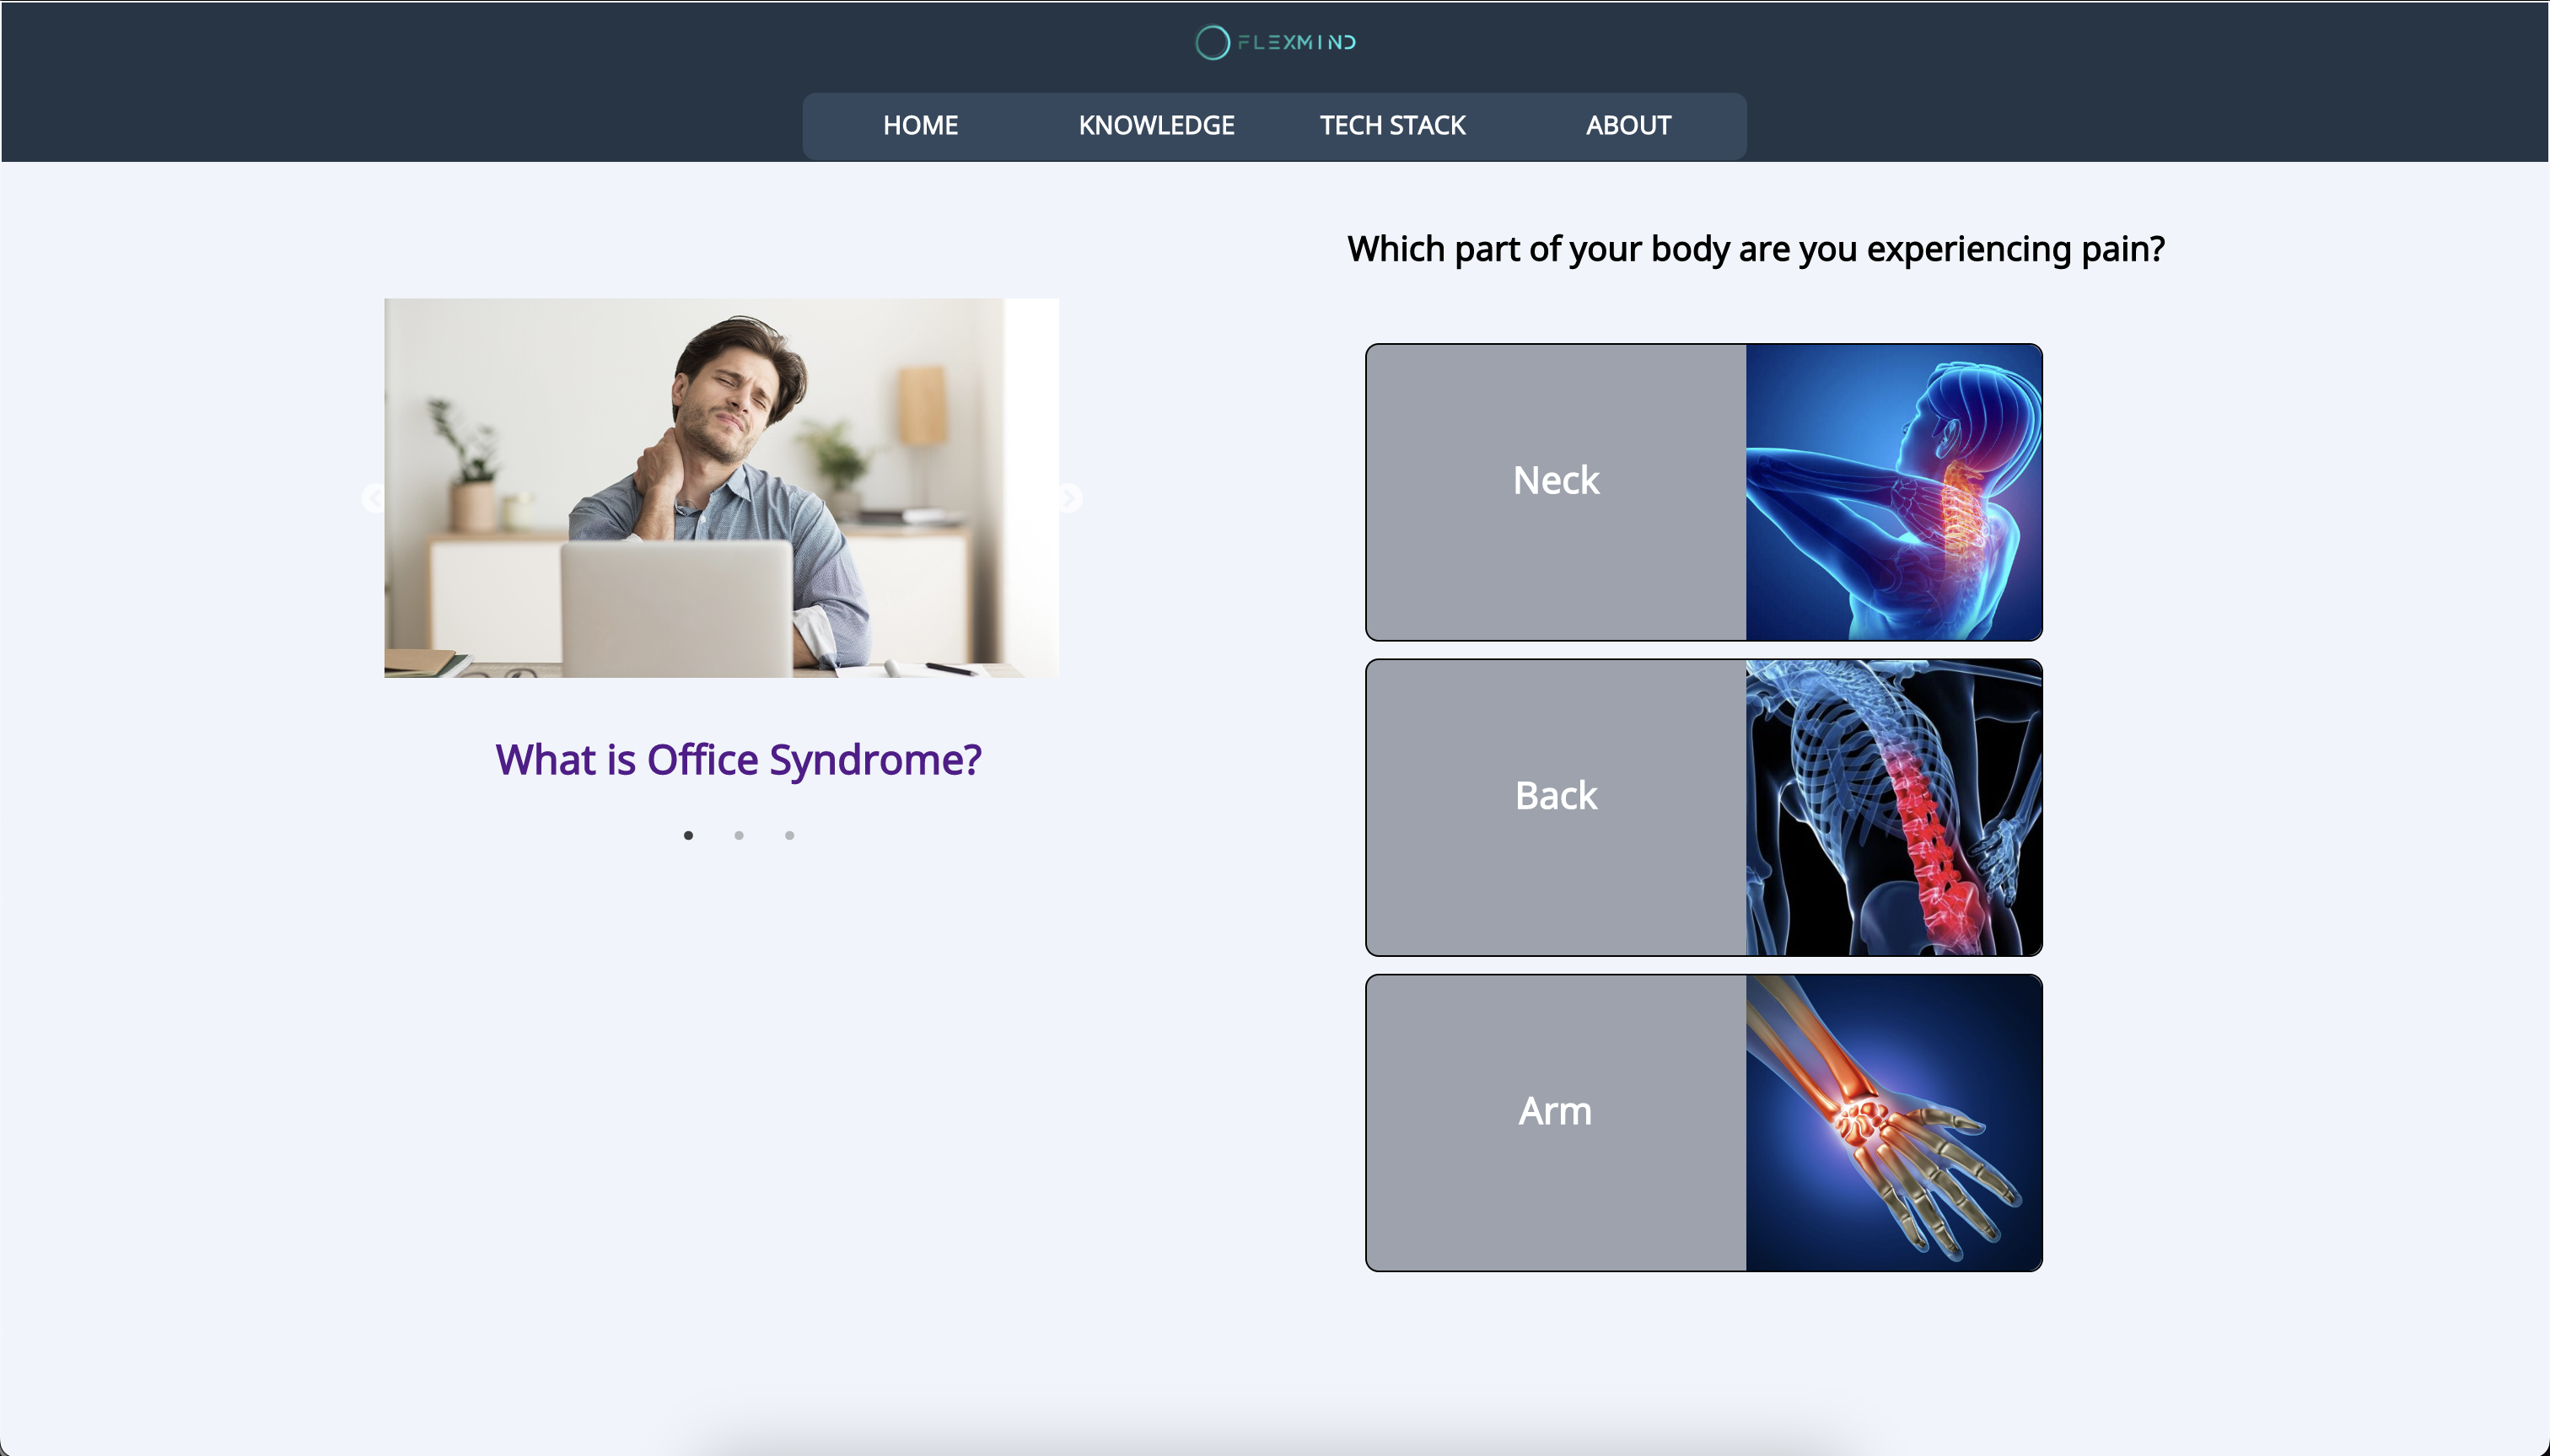 FLEXMIND
HOME KNOWLEDGE TECH STACK ABOUT
Which part of your body are you experiencing pain?
What is Office Syndrome?
Neck
Back
Arm